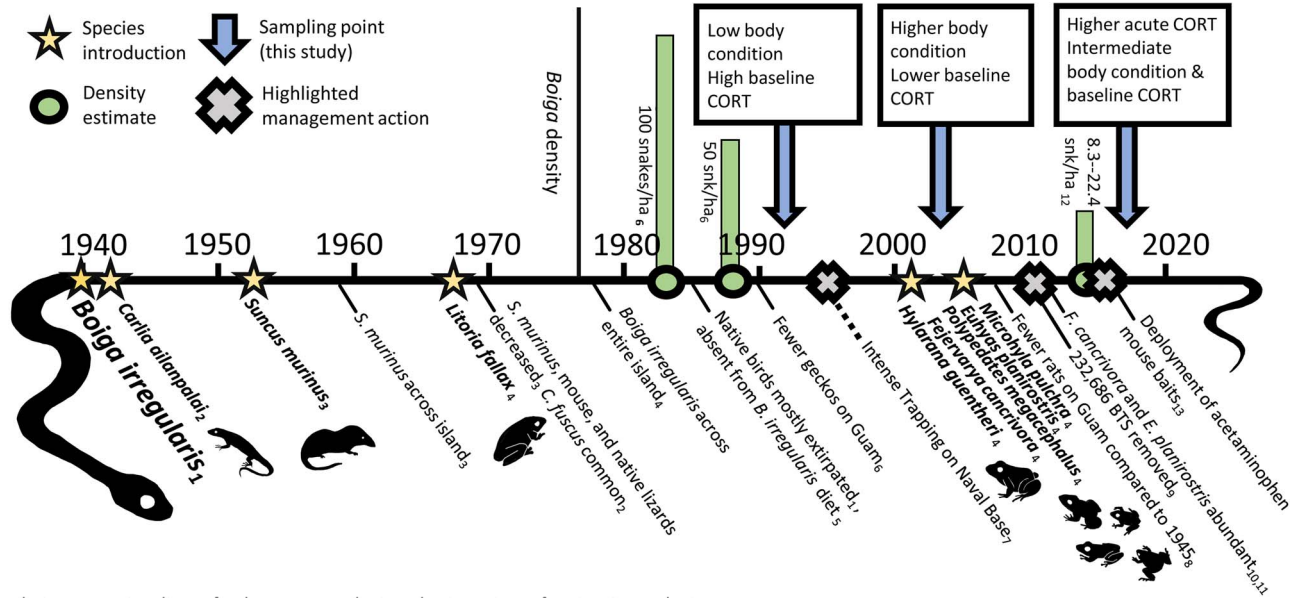 Species
introduction
Sampling point
(this study)
Density
estimate
Highlighted
management action
Boiga density
100 snakes/ha 6
50 snk/ha6
Low body
condition
High baseline
CORT
Higher body
condition
Lower baseline
CORT
Higher acute CORT
Intermediate
body condition &
baseline CORT
8.3--22.4
snk/ha 12
1940
1950
1960
1970
1980
1990
2000
2010
2020
Boiga irregularis1
Carlia ailanpalai2
Suncus murinus3
S. murinus across island3
Litoria fallax 4
S. murinus, mouse, and native lizards
decreased3 C. fuscus common2
Boiga irregularis across
entire island4
Native birds mostly extirpated1,
absent from B. irregularis diet 5
Fewer geckos on Guam6
Intense Trapping on Naval Base7
Hylarana guentheri 4
Fejervarya cancrivora 4
Polypedates megacephalus 4
Euhyas planirostris 4
Microhyla pulchra 4
Fewer rats on Guam compared to 19458
232,686 BTS removed9
F. cancrivora and E. planirostris abundant10,11
Deployment of acetaminophen
mouse baits13